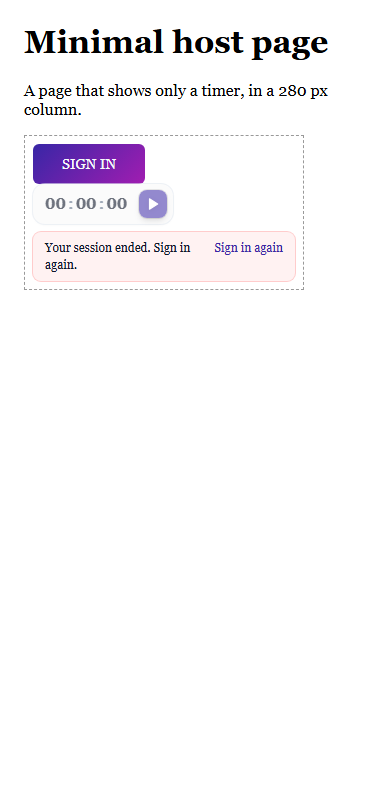 Minimal host page
A page that shows only a timer, in a 280 px
column.
SIGN IN
00:00:00
Your session ended. Sign in Sign in again
again.